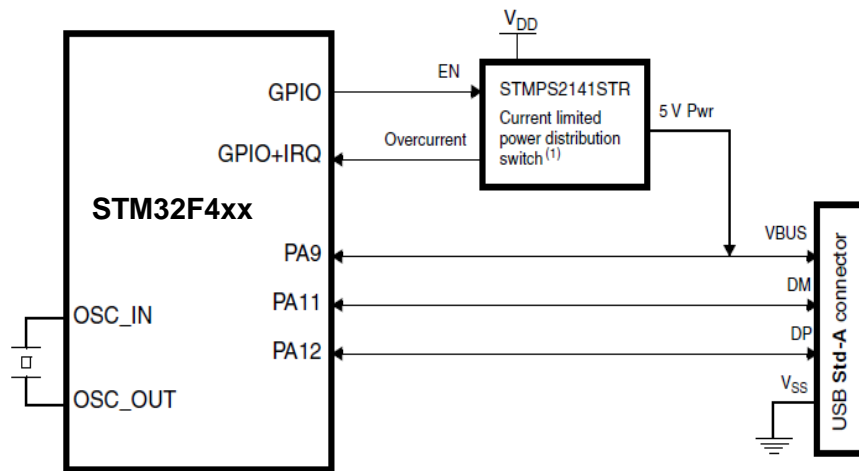 VDD
EN
STMPS2141STR
Current limited
power distribution
switch(1)
5 V Pwr
GPIO
Overcurrent
GPIO+IRQ
STM32F4xx
VBUS
PA9
DM
PA11
OSC_IN
DP
PA12
VSS
OSC_OUT
USB Std-A connector